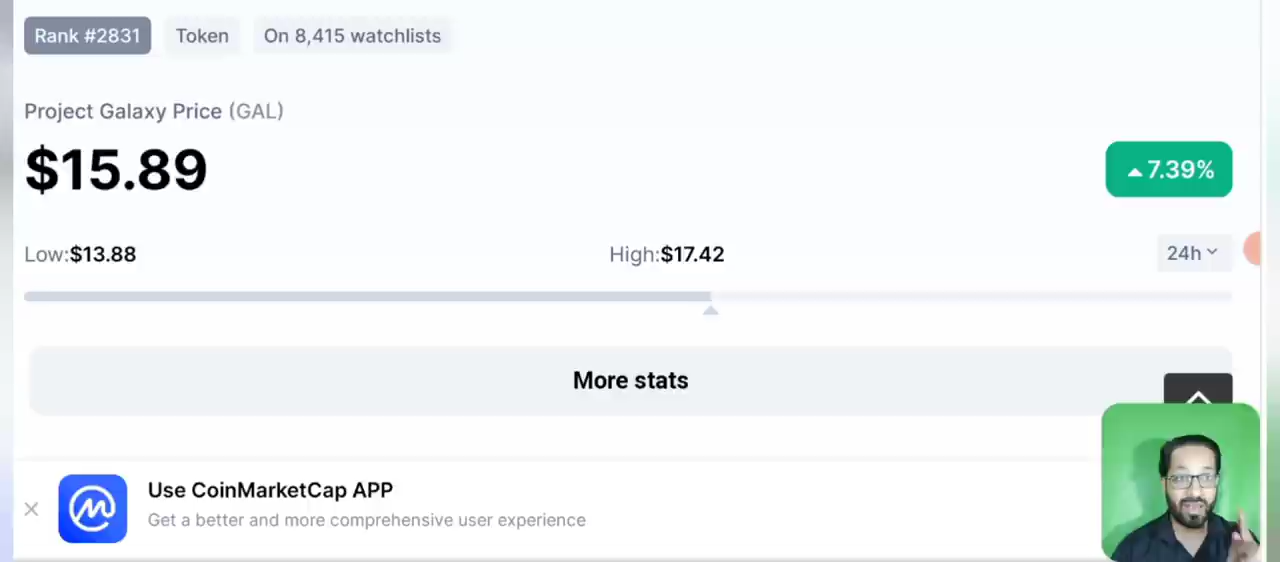 Rank #2831 Token On 8,415 watchlists
Project Galaxy Price (GAL)
$15.89
▲ 7.39%
Low:$13.88 High:$17.42 24h
More stats
Use CoinMarketCap APP
Get a better and more comprehensive user experience